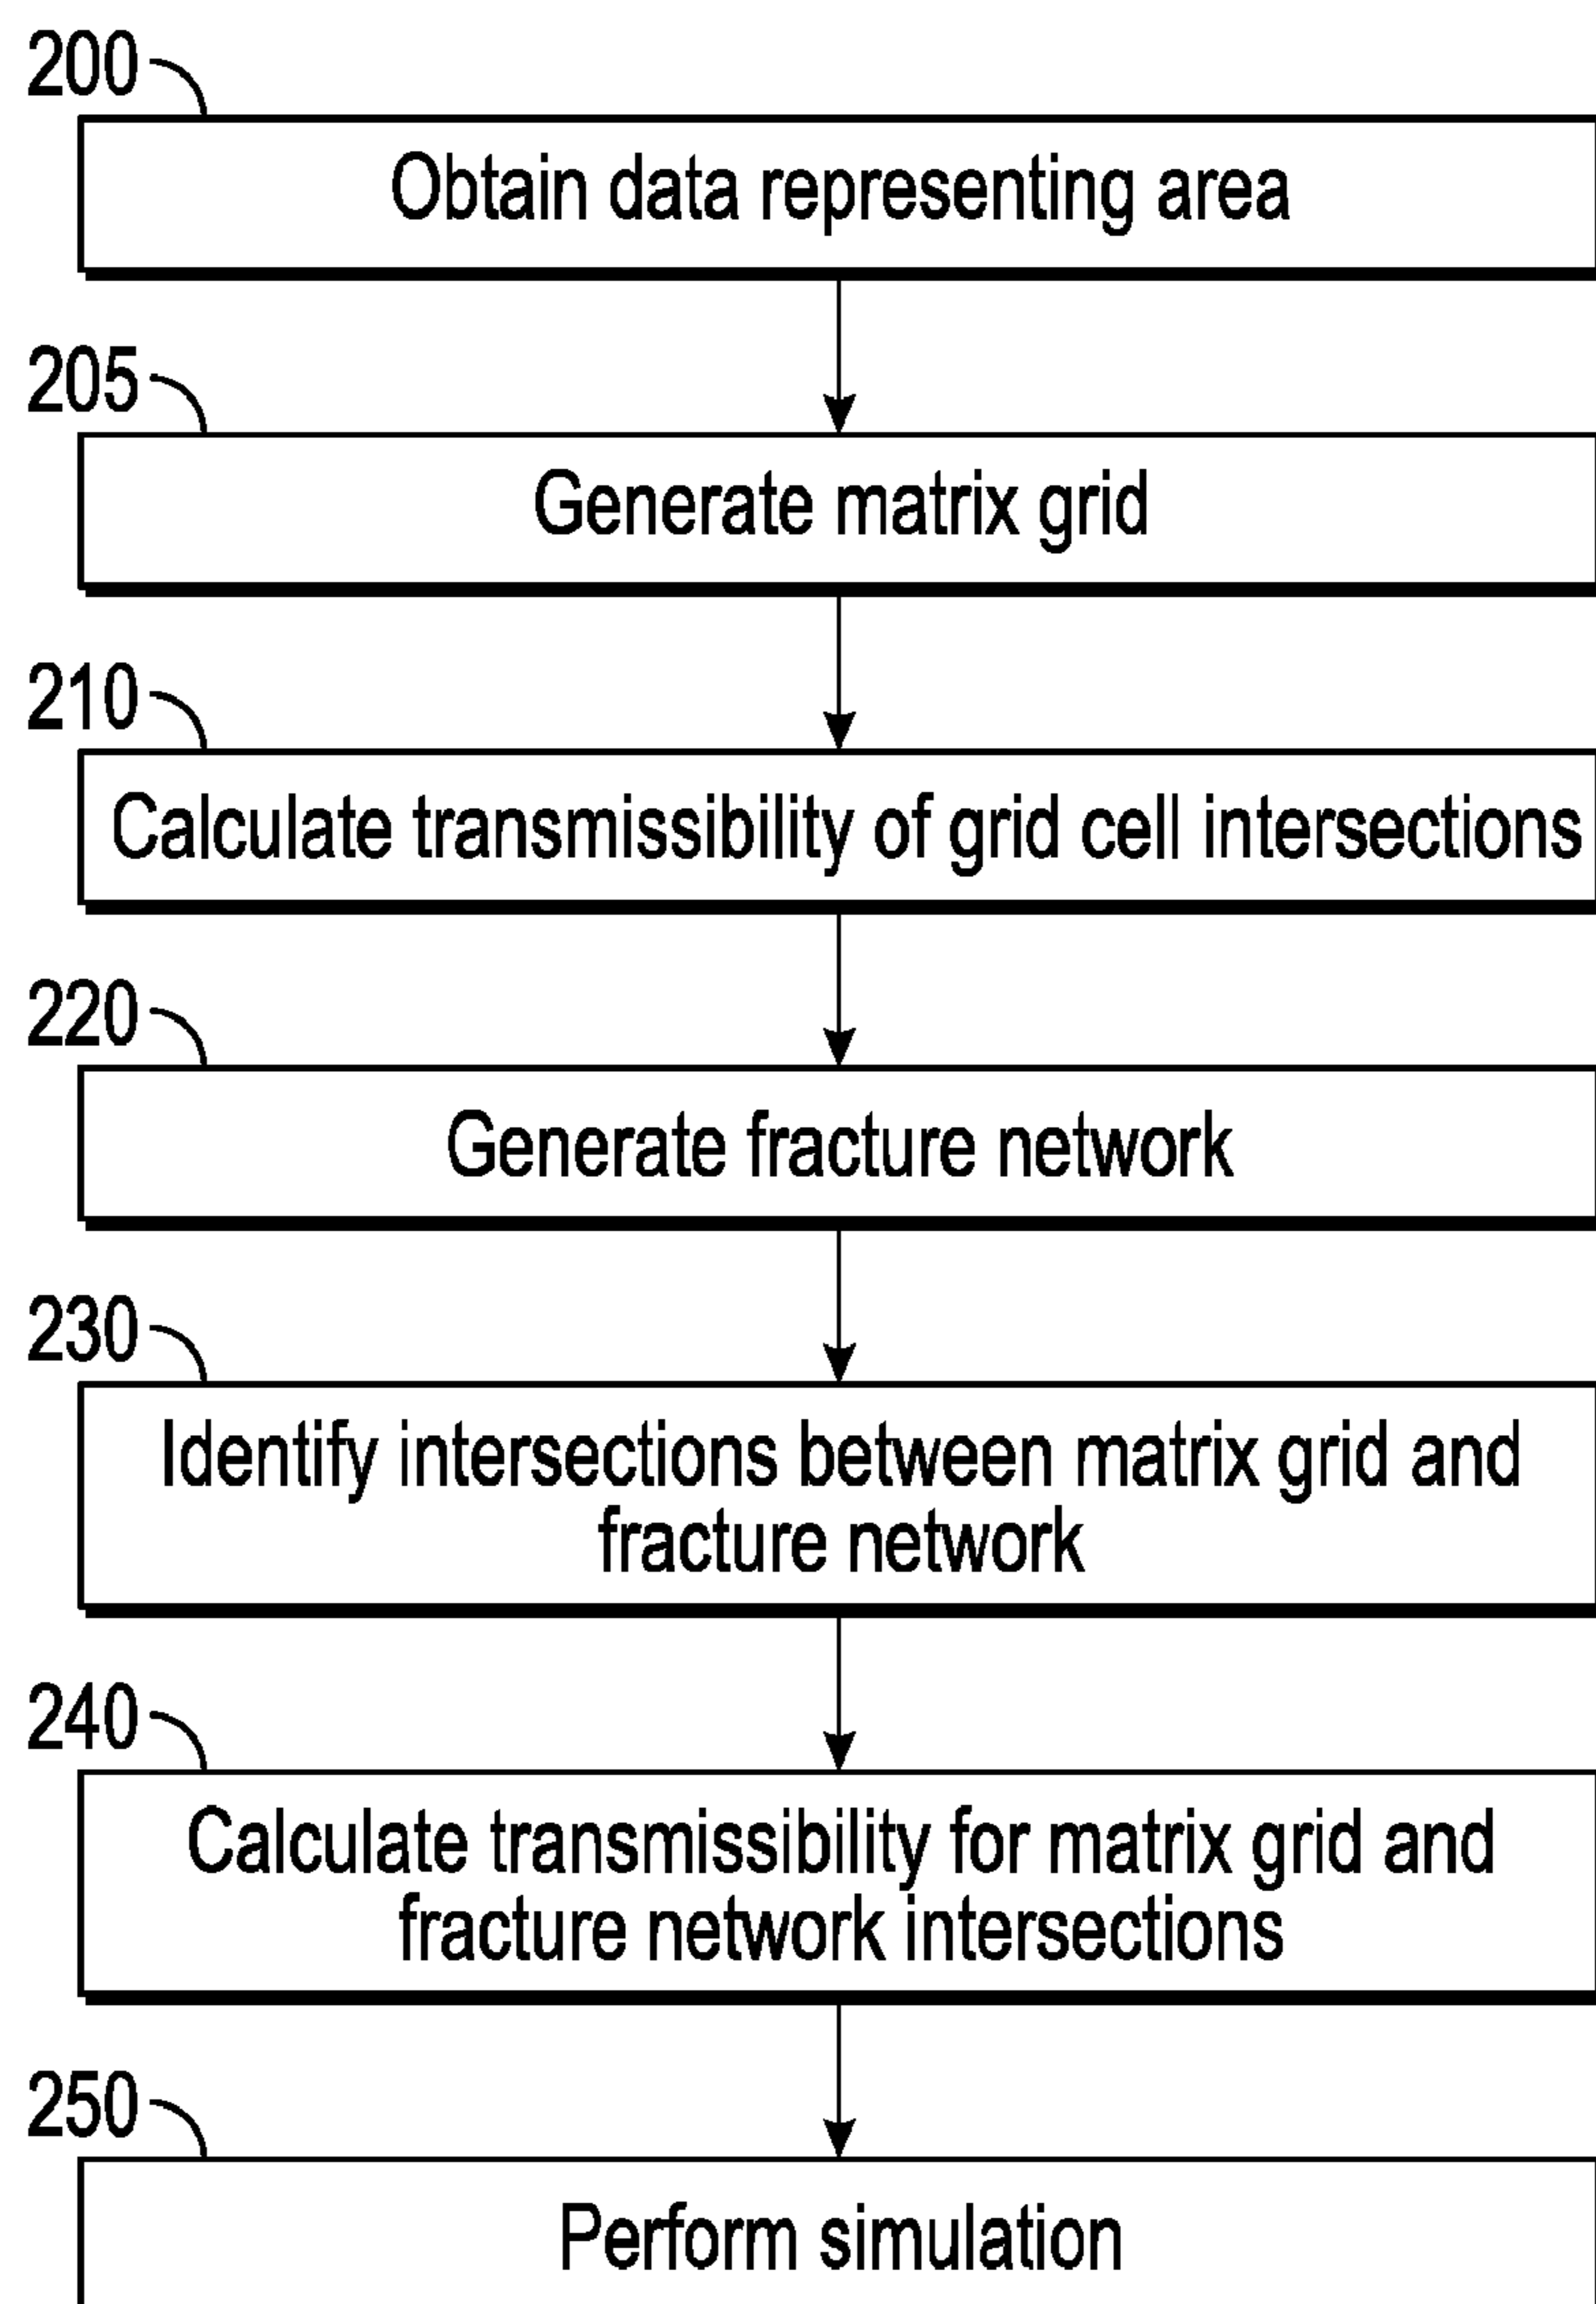 200
Obtain data representing area
205
Generate matrix grid
210
Calculate transmissibility of grid cell intersections
220
Generate fracture network
230
Identify intersections between matrix grid and
fracture network
240
Calculate transmissibility for matrix grid and
fracture network intersections
250
Perform simulation